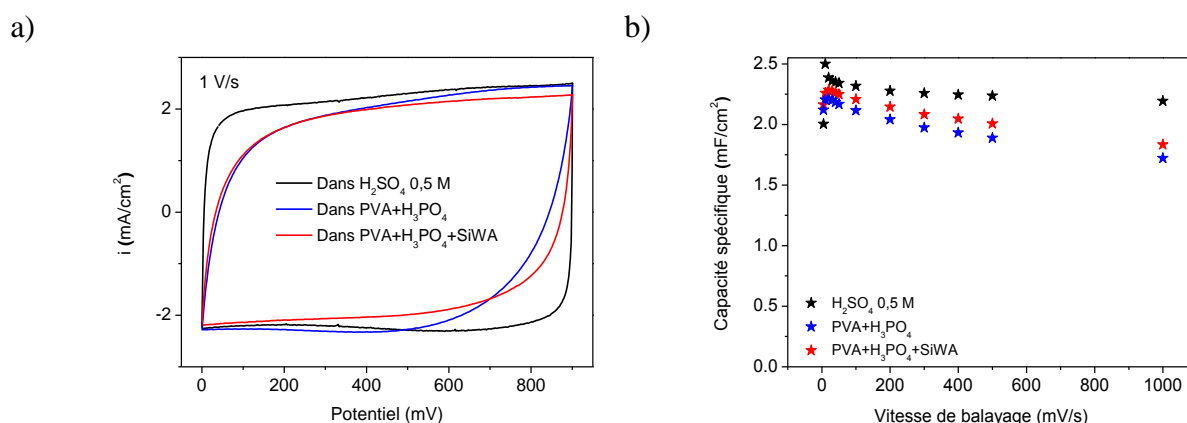 a)
b)
1 V/s
i (mA/cm²)
2
0
-2
0
200
400
600
800
Potentiel (mV)
Dans H₂SO₄ 0,5 M
Dans PVA+H₃PO₄
Dans PVA+H₃PO₄+SiWA
Capacité spécifique (mF/cm²)
2.5
2.0
1.5
1.0
0.5
0.0
0
200
400
600
800
1000
Vitesse de balayage (mV/s)
H₂SO₄ 0,5 M
PVA+H₃PO₄
PVA+H₃PO₄+SiWA